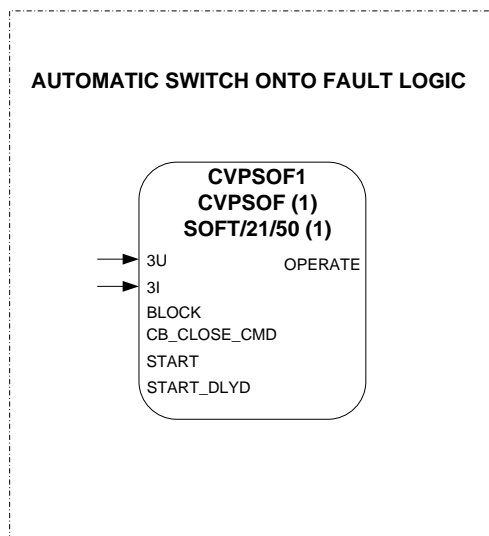 AUTOMATIC SWITCH ONTO FAULT LOGIC
CVPSOF1
CVPSOF (1)
SOFT/21/50 (1)
3U
OPERATE
3I
BLOCK
CB_CLOSE_CMD
START
START_DLYD